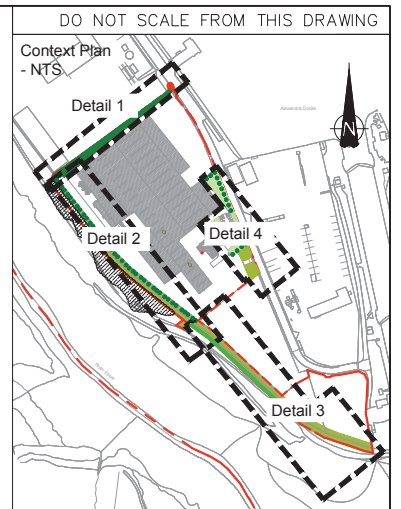 DO NOT SCALE FROM THIS DRAWING
Context Plan
- NTS
Detail 1
Alexandra Docks
N
Detail 2
Detail 4
Detail 3